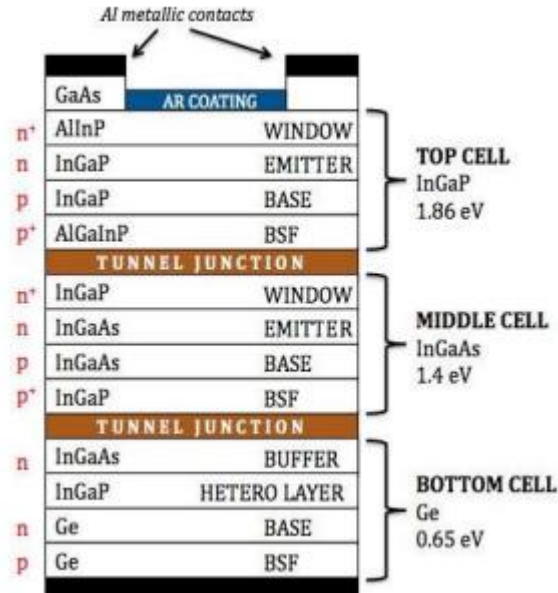 Al metallic contacts
GaAs AR COATING
n⁺ AlInP WINDOW
n InGaP EMITTER
p InGaP BASE
p⁺ AlGaInP BSF
TOP CELL
InGaP
1.86 eV
TUNNEL JUNCTION
n⁺ InGaP WINDOW
n InGaAs EMITTER
p InGaAs BASE
p⁺ InGaP BSF
MIDDLE CELL
InGaAs
1.4 eV
TUNNEL JUNCTION
n InGaAs BUFFER
InGaP HETERO LAYER
n Ge BASE
p Ge BSF
BOTTOM CELL
Ge
0.65 eV